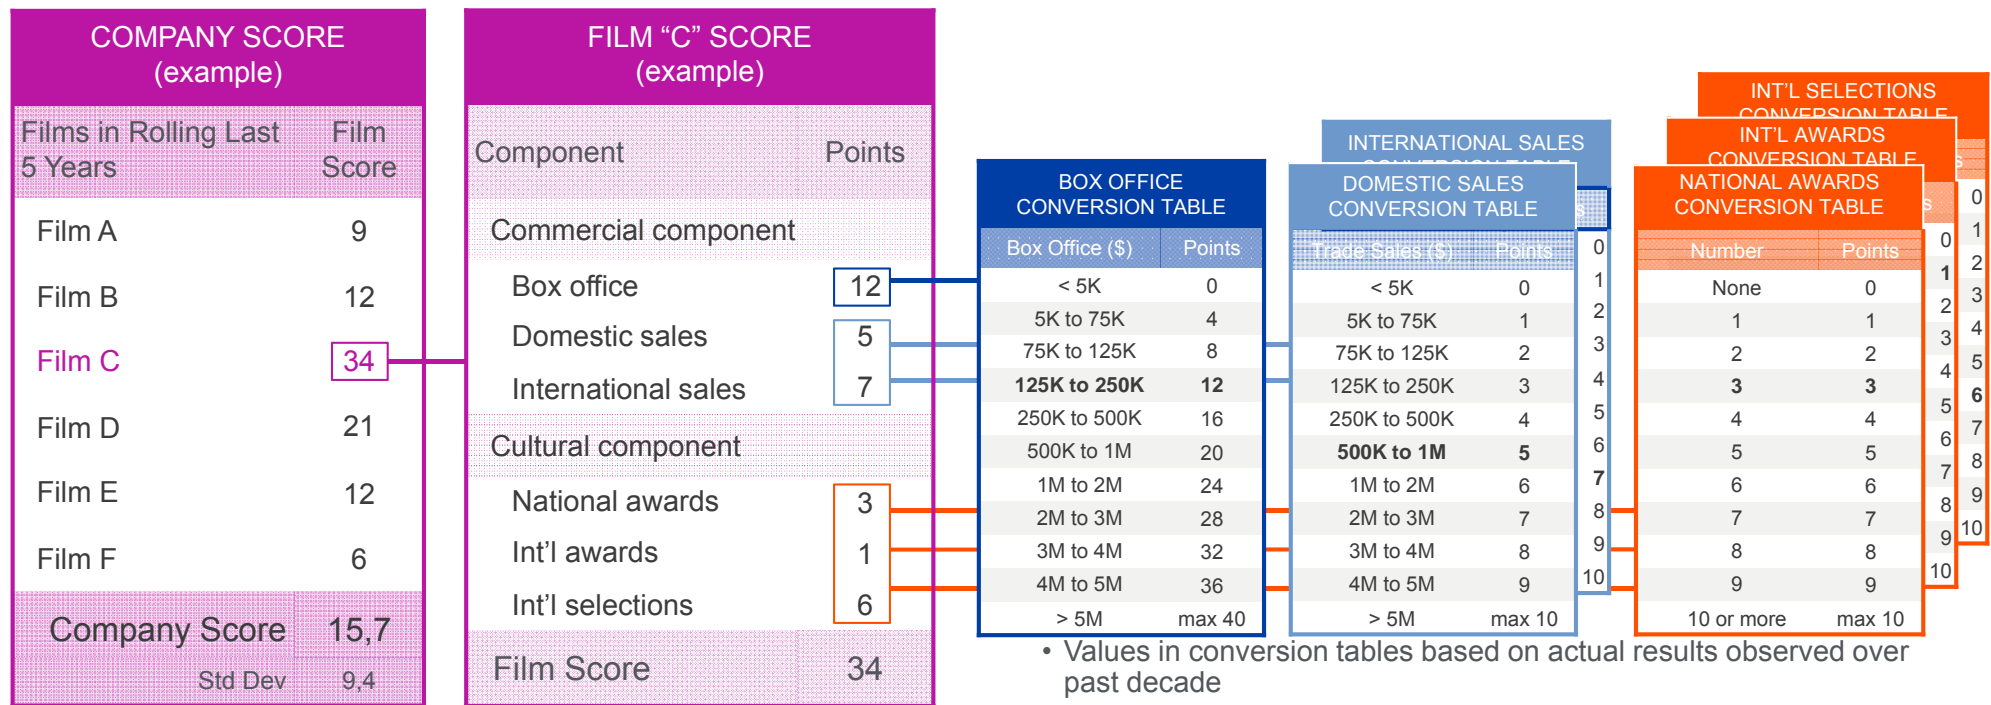 COMPANY SCORE
(example)
Films in Rolling Last 5 Years Film Score
Film A 9
Film B 12
Film C 34
Film D 21
Film E 12
Film F 6
Company Score 15,7
Std Dev 9,4
FILM “C” SCORE
(example)
Component Points
Commercial component
Box office 12
Domestic sales 5
International sales 7
Cultural component
National awards 3
Int’l awards 1
Int’l selections 6
Film Score 34
BOX OFFICE
CONVERSION TABLE
Box Office ($) Points
< 5K 0
5K to 75K 4
75K to 125K 8
125K to 250K 12
250K to 500K 16
500K to 1M 20
1M to 2M 24
2M to 3M 28
3M to 4M 32
4M to 5M 36
> 5M max 40
INTERNATIONAL SALES
CONVERSION TABLE
s
0
1
2
3
4
5
6
7
8
9
10
DOMESTIC SALES
CONVERSION TABLE
Trade Sales ($) Points
< 5K 0
5K to 75K 1
75K to 125K 2
125K to 250K 3
250K to 500K 4
500K to 1M 5
1M to 2M 6
2M to 3M 7
3M to 4M 8
4M to 5M 9
> 5M max 10
INT’L SELECTIONS
CONVERSION TABLE
s
0
1
2
3
4
5
6
7
8
9
10
INT’L AWARDS
CONVERSION TABLE
s
0
1
2
3
4
5
6
7
8
9
10
NATIONAL AWARDS
CONVERSION TABLE
Number Points
None 0
1 1
2 2
3 3
4 4
5 5
6 6
7 7
8 8
9 9
10 or more max 10
• Values in conversion tables based on actual results observed over
past decade